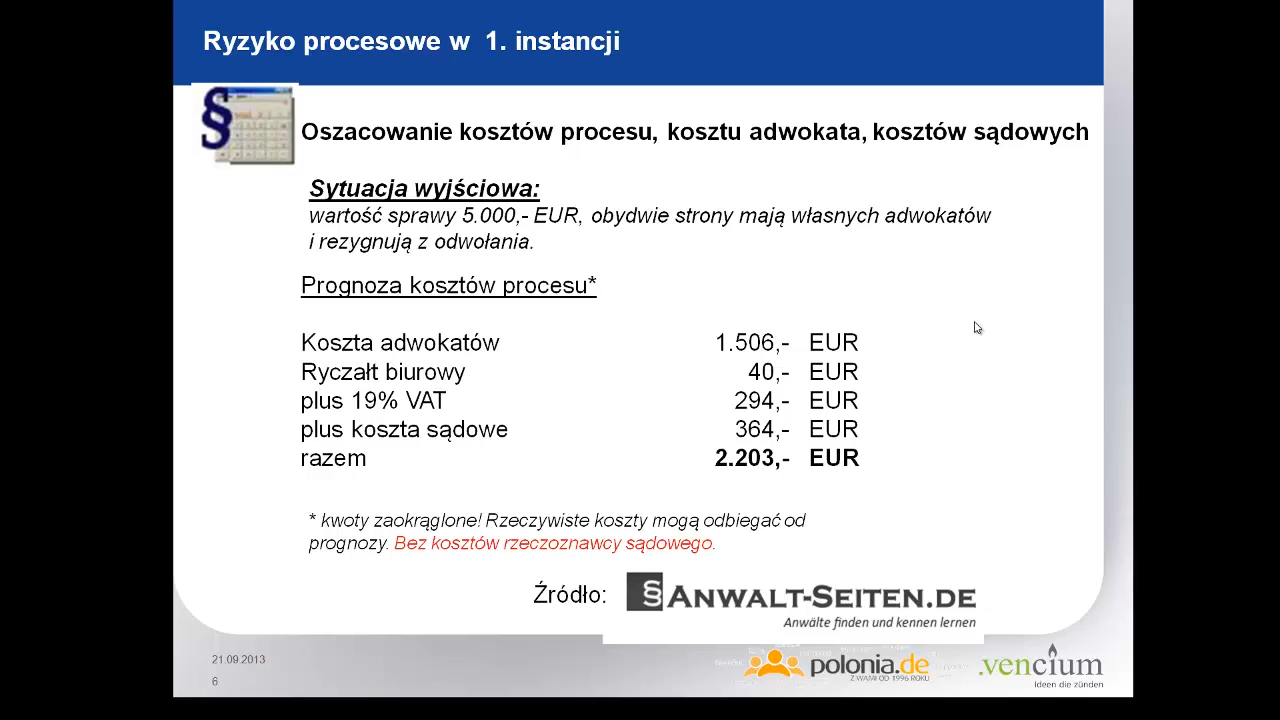 Ryzyko procesowe w 1. instancji
§
Oszacowanie kosztów procesu, kosztu adwokata, kosztów sądowych
Sytuacja wyjściowa:
wartość sprawy 5.000,- EUR, obydwie strony mają własnych adwokatów
i rezygnują z odwołania.
Prognoza kosztów procesu*
Koszta adwokatów 1.506,- EUR
Ryczałt biurowy 40,- EUR
plus 19% VAT 294,- EUR
plus koszta sądowe 364,- EUR
razem 2.203,- EUR
* kwoty zaokrąglone! Rzeczywiste koszty mogą odbiegać od
prognozy. Bez kosztów rzeczoznawcy sądowego.
Źródło: § ANWALT-SEITEN.DE
Anwälte finden und kennen lernen
21.09.2013
6
polonia.de
Z WAMI OD 1996 ROKU
.vencium
Ideen die zünden